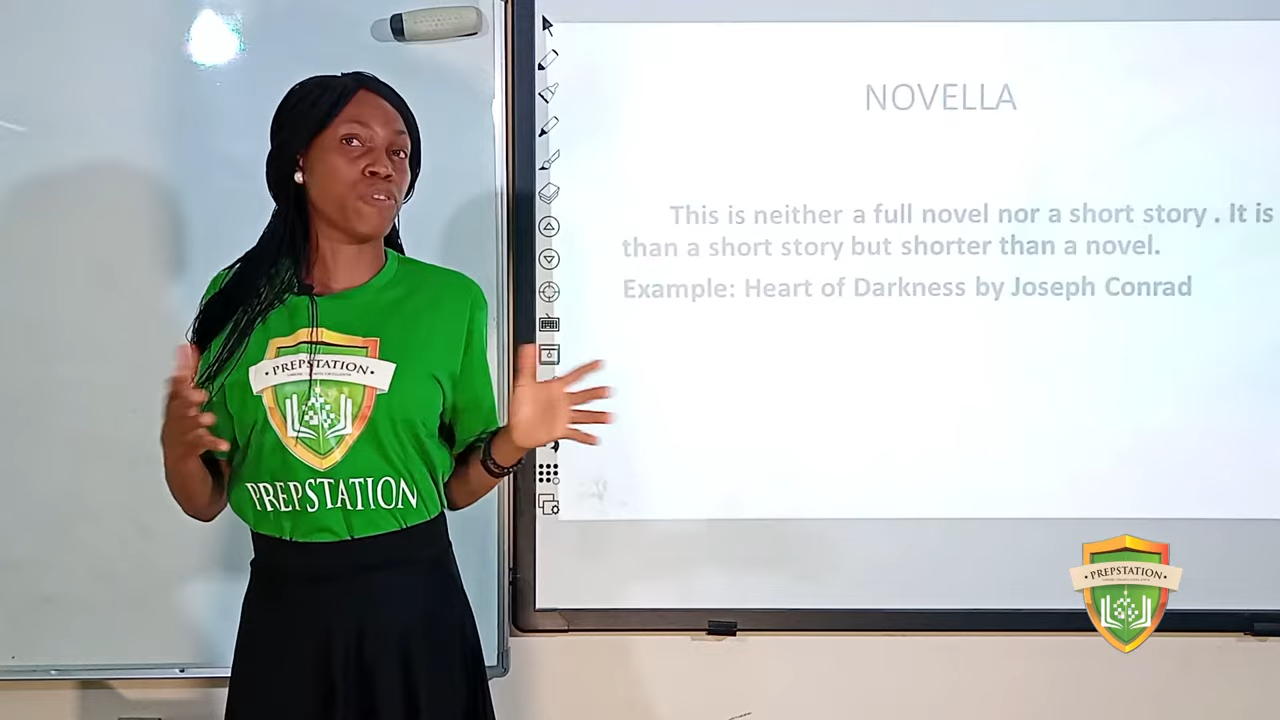 NOVELLA
This is neither a full novel nor a short story . It is
than a short story but shorter than a novel.
Example: Heart of Darkness by Joseph Conrad
PREPSTATION
PREPSTATION
PREPSTATION